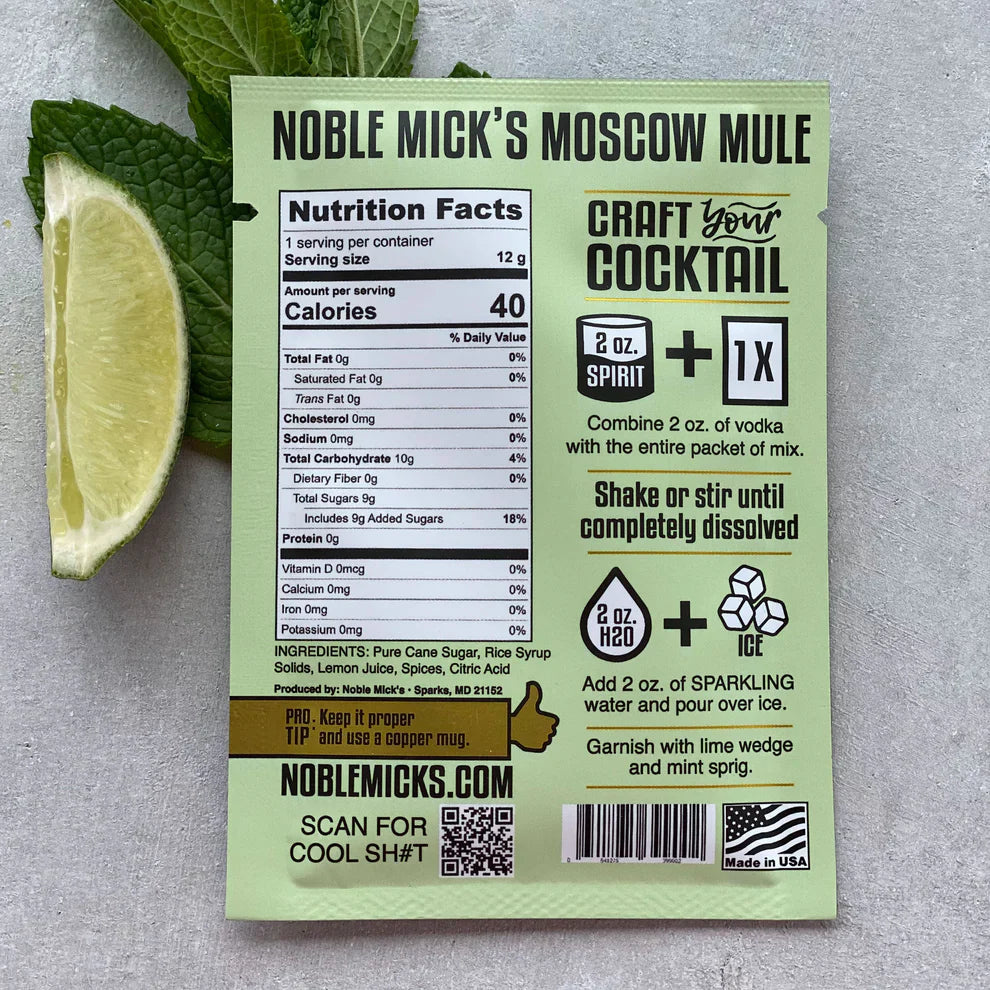 NOBLE MICK'S MOSCOW MULE
Nutrition Facts
1 serving per container
Serving size 12 g
Amount per serving
Calories 40
% Daily Value
Total Fat 0g 0%
Saturated Fat 0g 0%
Trans Fat 0g
Cholesterol 0mg 0%
Sodium 0mg 0%
Total Carbohydrate 10g 4%
Dietary Fiber 0g 0%
Total Sugars 9g
Includes 9g Added Sugars 18%
Protein 0g
Vitamin D 0mcg 0%
Calcium 0mg 0%
Iron 0mg 0%
Potassium 0mg 0%
INGREDIENTS: Pure Cane Sugar, Rice Syrup
Solids, Lemon Juice, Spices, Citric Acid
Produced by: Noble Mick's • Sparks, MD 21152
PRO. Keep it proper
TIP and use a copper mug.
NOBLEMICKS.COM
SCAN FOR
COOL SH#T
CRAFT your
COCKTAIL
2 oz.
SPIRIT
+
1X
Combine 2 oz. of vodka
with the entire packet of mix.
Shake or stir until
completely dissolved
2 oz.
H2O
+
ICE
Add 2 oz. of SPARKLING
water and pour over ice.
Garnish with lime wedge
and mint sprig.
Made in USA